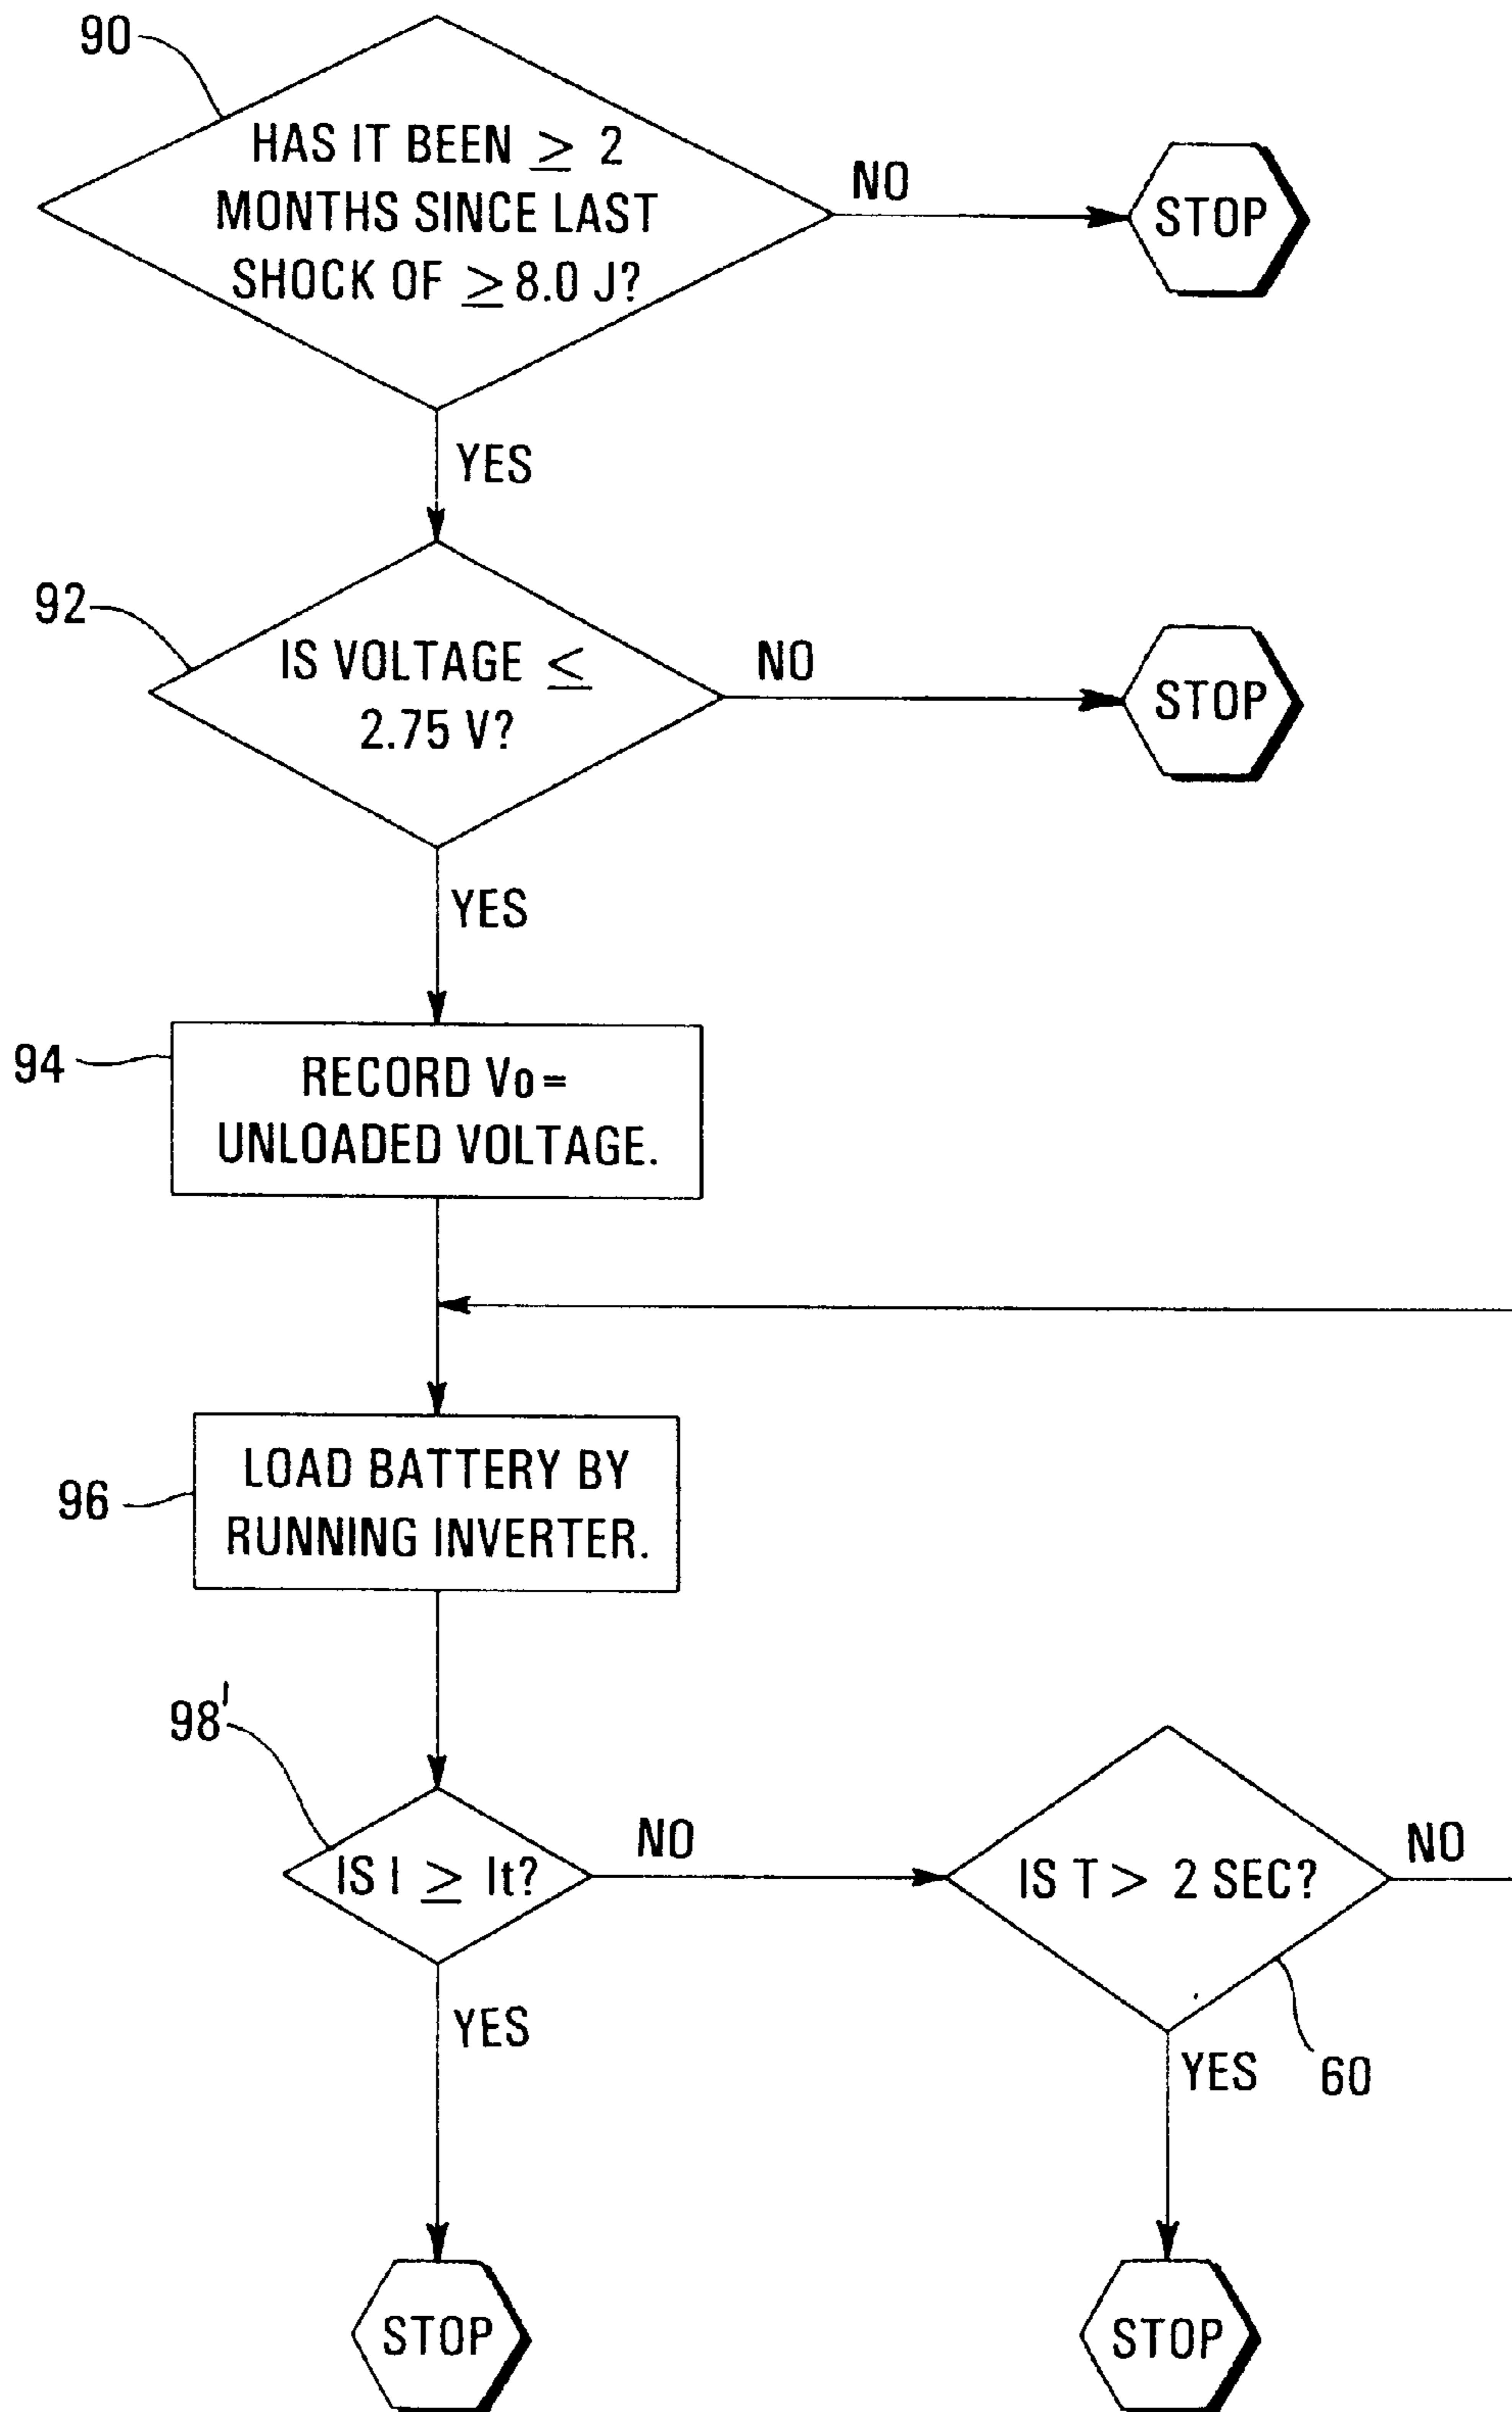 90
HAS IT BEEN ≥ 2
MONTHS SINCE LAST
SHOCK OF ≥ 8.0 J?
NO
STOP
YES
92
IS VOLTAGE ≤
2.75 V?
NO
STOP
YES
94
RECORD Vo =
UNLOADED VOLTAGE.
96
LOAD BATTERY BY
RUNNING INVERTER.
98'
IS I ≥ It?
NO
IS T > 2 SEC?
NO
YES
YES
60
STOP
STOP